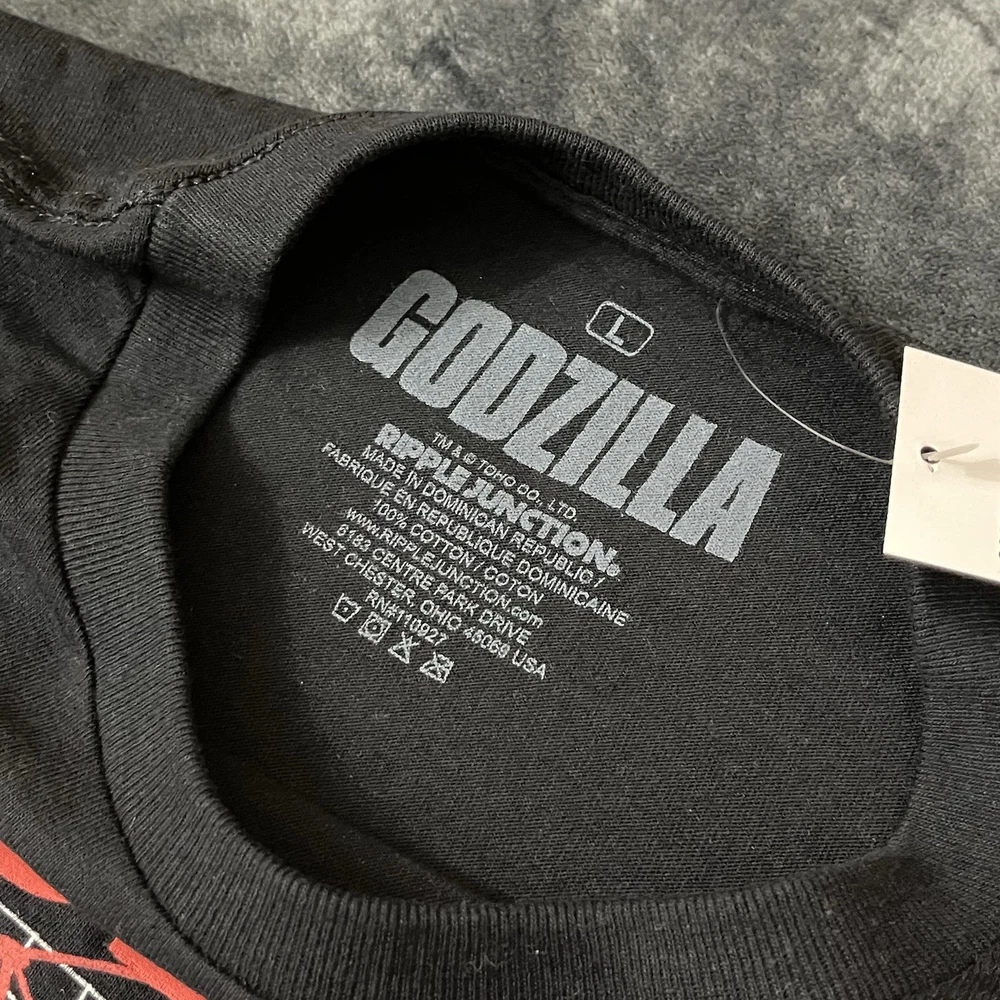 L
GODZILLA
TM & © TOHO CO., LTD.
RIPPLE JUNCTION®
MADE IN DOMINICAN REPUBLIC /
FABRIQUE EN REPUBLIQUE DOMINICAINE
100% COTTON / COTON
www.RIPPLEJUNCTION.com
6183 CENTRE PARK DRIVE
WEST CHESTER, OHIO 45069 USA
RN#110927